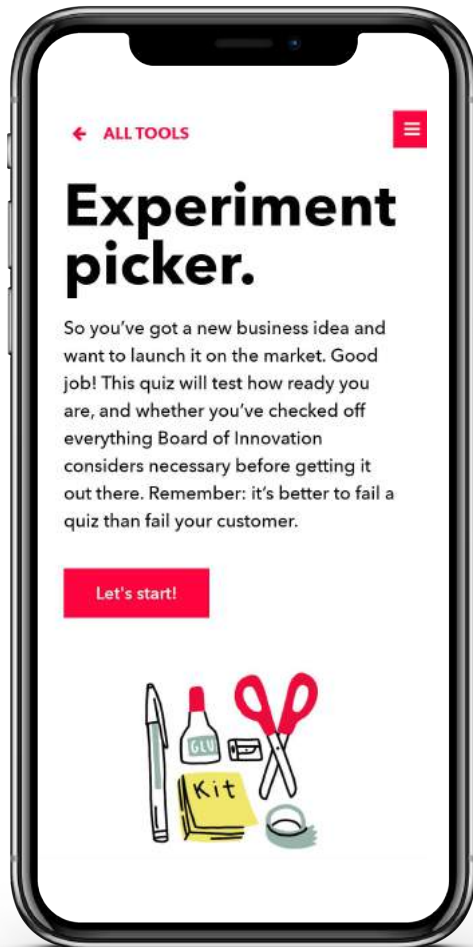 ALL TOOLS
Experiment
picker.
So you've got a new business idea and
want to launch it on the market. Good
job! This quiz will test how ready you
are, and whether you've checked off
everything Board of Innovation
considers necessary before getting it
out there. Remember: it's better to fail a
quiz than fail your customer.
Let's start!
GLU
Kit